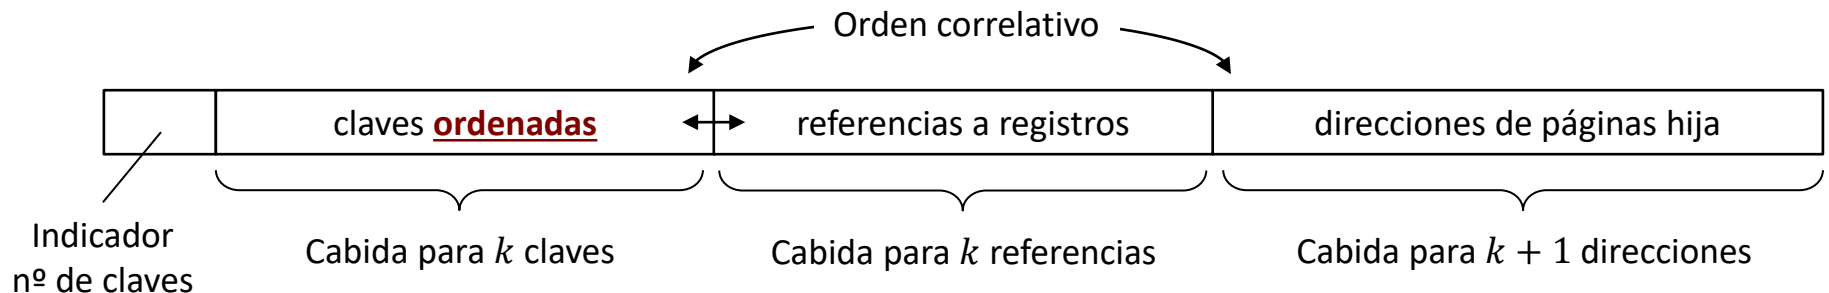 Orden correlativo
claves ordenadas
referencias a registros
direcciones de páginas hija
Indicador
nº de claves
Cabida para k claves
Cabida para k referencias
Cabida para k + 1 direcciones